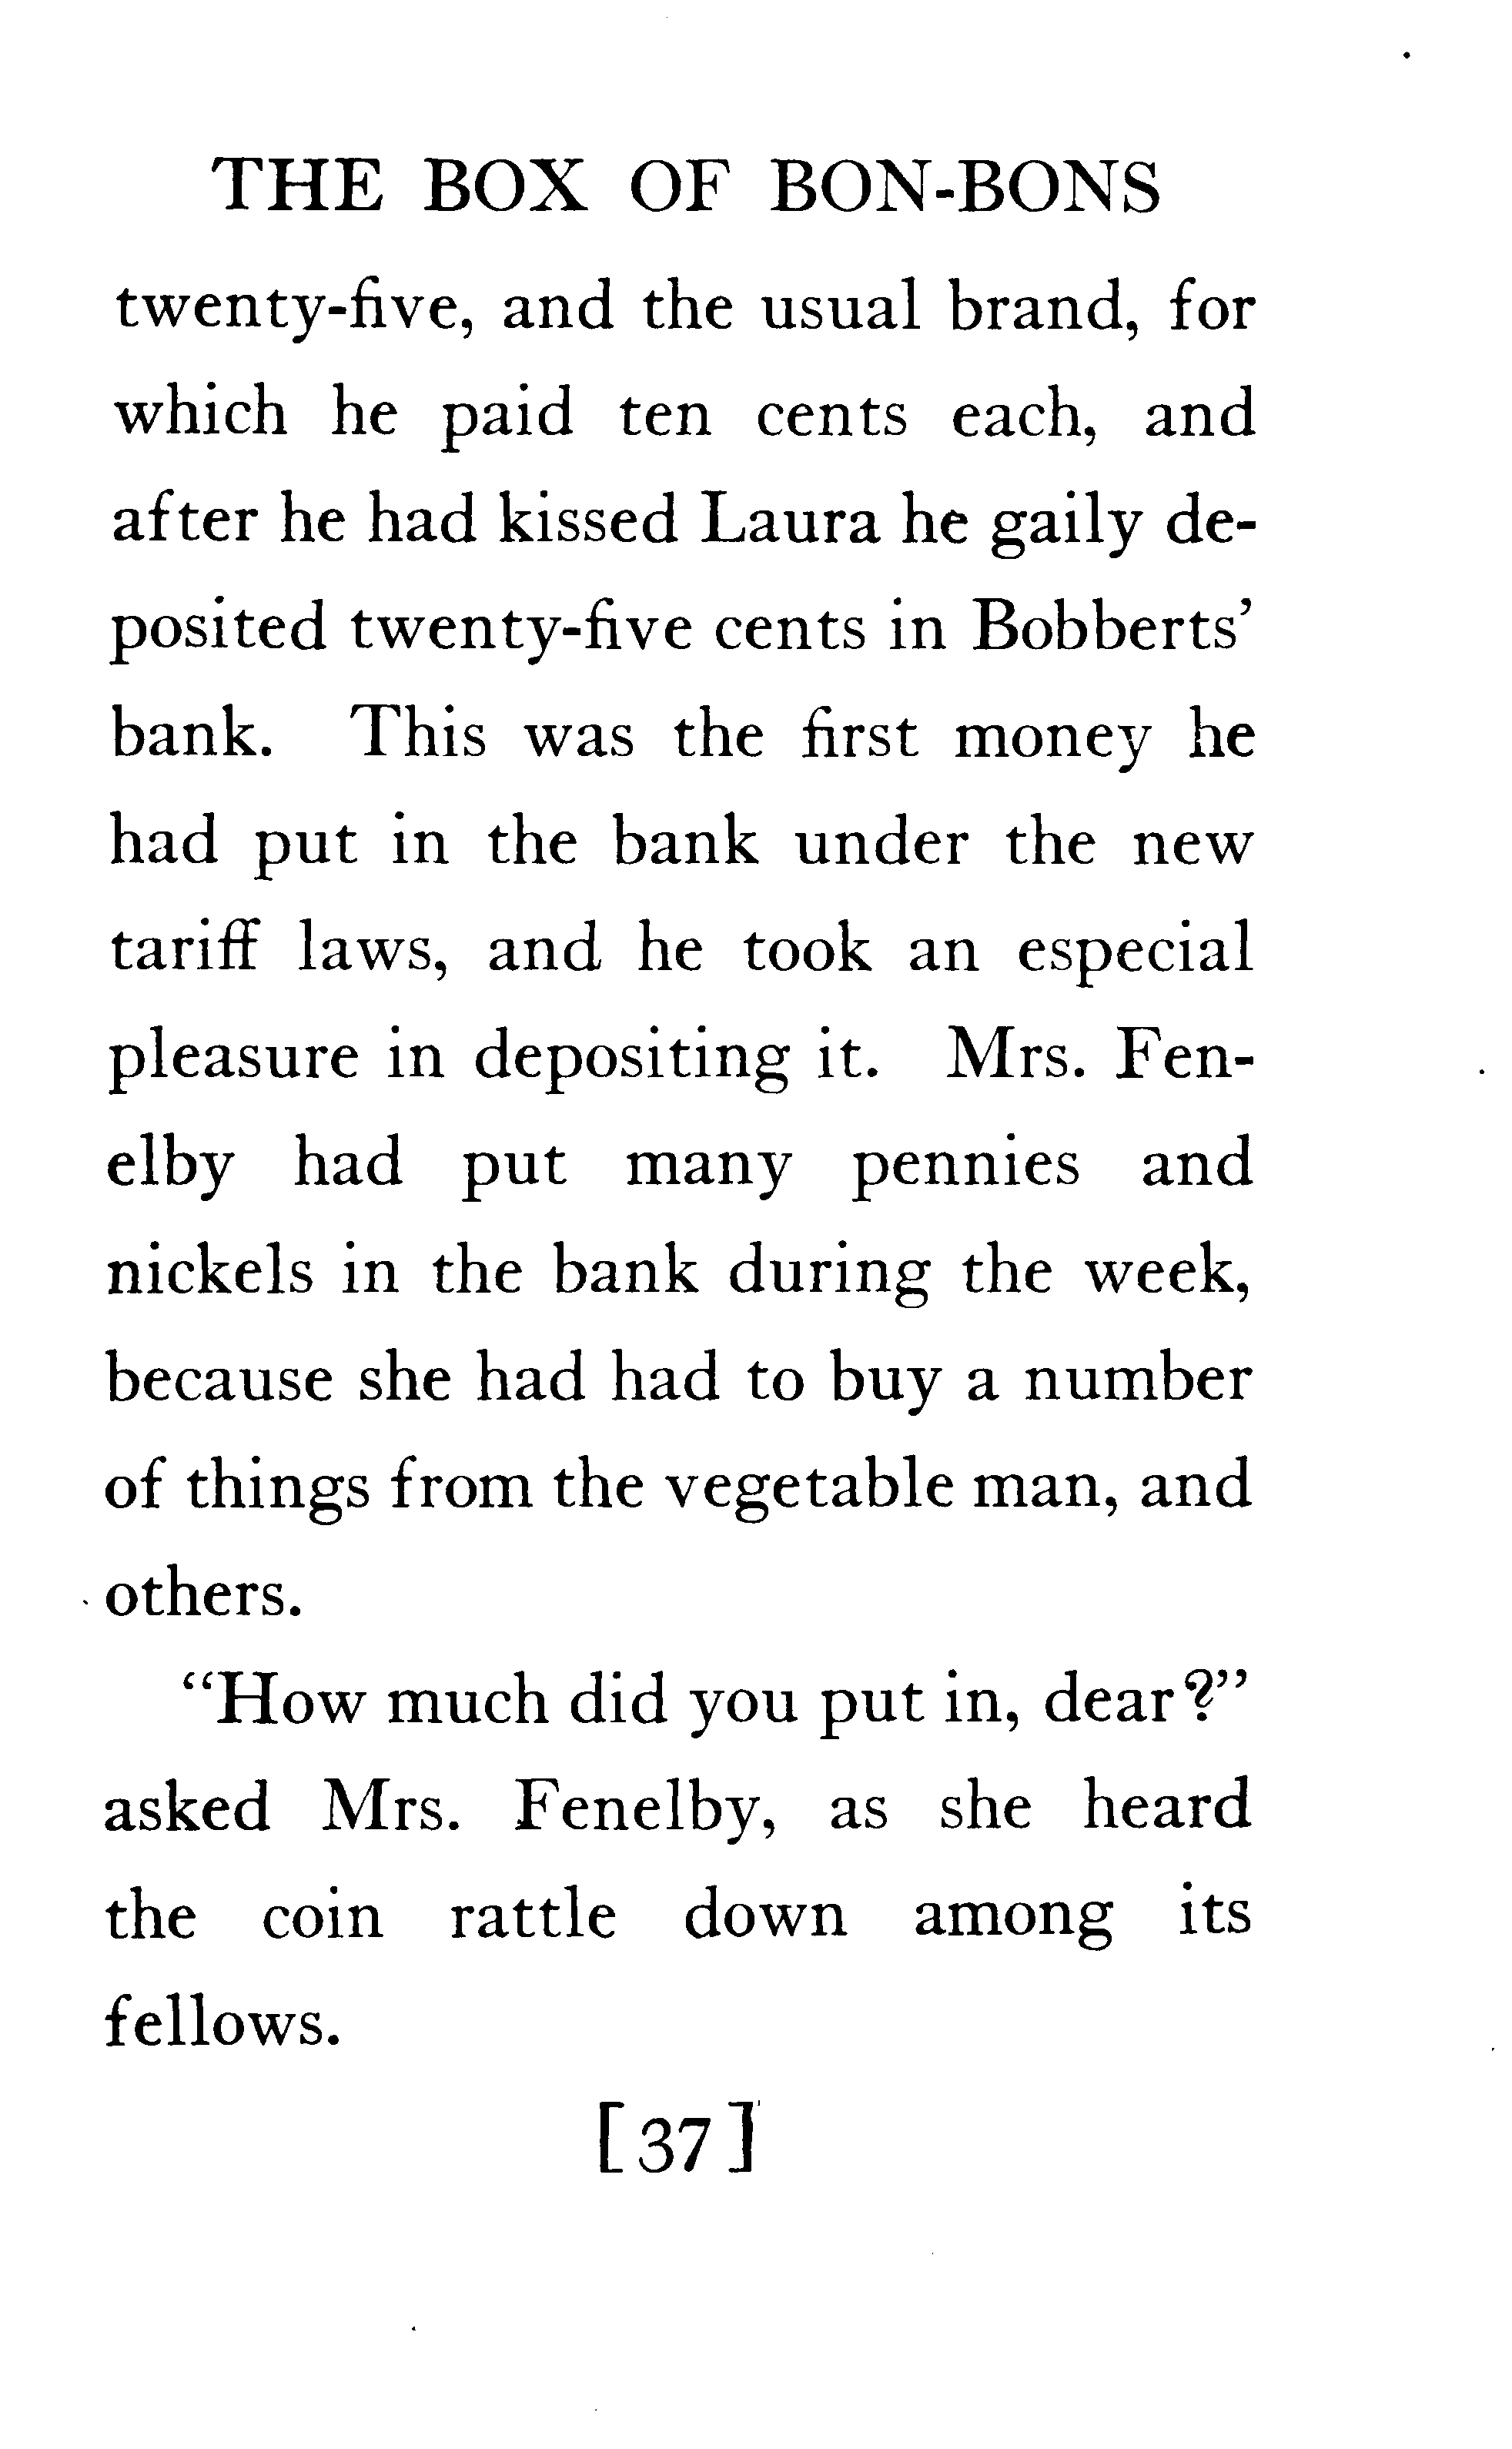 THE BOX OF BON-BONS
twenty-five, and the usual brand, for
which he paid ten cents each, and
after he had kissed Laura he gaily de-
posited twenty-five cents in Bobberts'
bank. This was the first money he
had put in the bank under the new
tariff laws, and he took an especial
pleasure in depositing it. Mrs. Fen-
elby had put many pennies and
nickels in the bank during the week,
because she had had to buy a number
of things from the vegetable man, and
others.
"How much did you put in, dear?"
asked Mrs. Fenelby, as she heard
the coin rattle down among its
fellows.
[37]